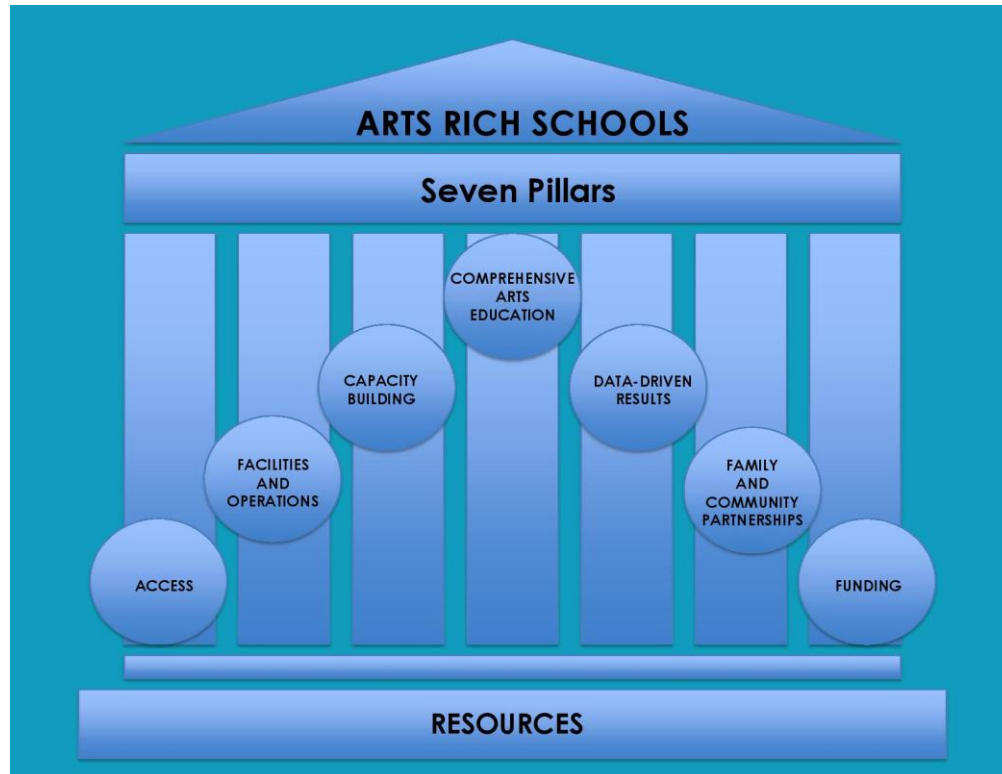 ARTS RICH SCHOOLS
Seven Pillars
ACCESS
FACILITIES
AND
OPERATIONS
CAPACITY
BUILDING
COMPREHENSIVE
ARTS
EDUCATION
DATA-DRIVEN
RESULTS
FAMILY
AND
COMMUNITY
PARTNERSHIPS
FUNDING
RESOURCES